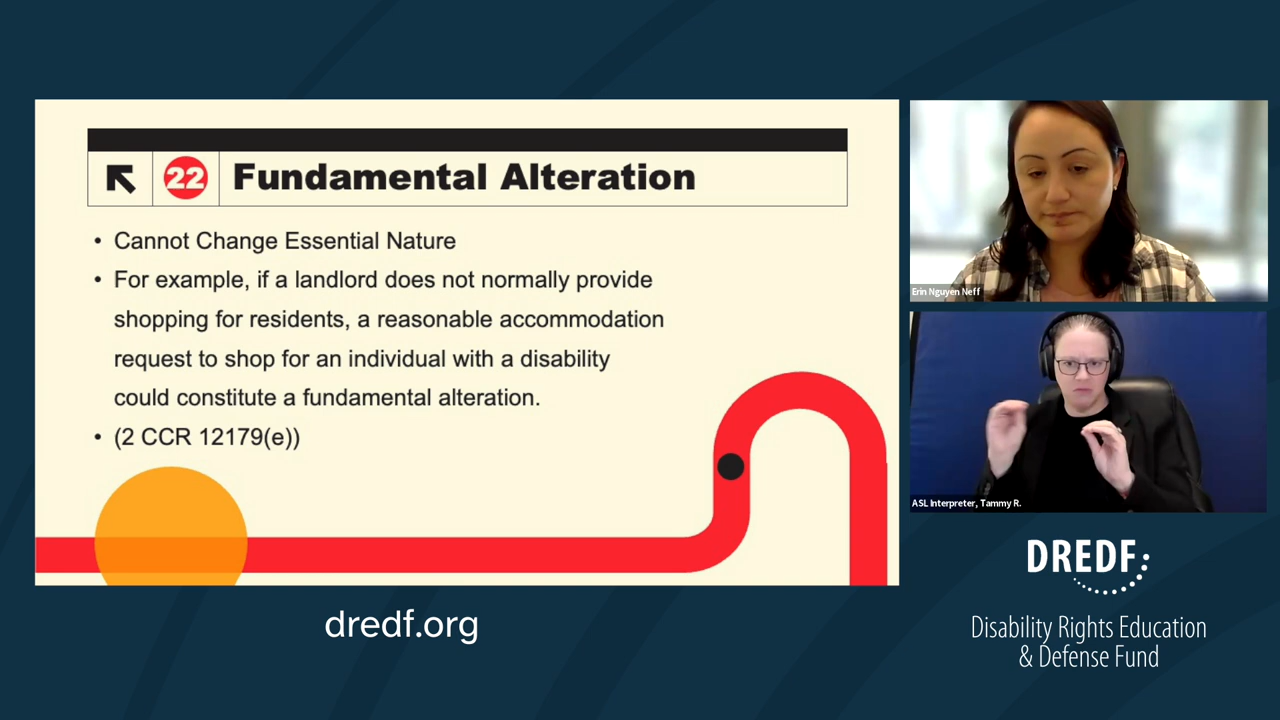 22
Fundamental Alteration
• Cannot Change Essential Nature
• For example, if a landlord does not normally provide
shopping for residents, a reasonable accommodation
request to shop for an individual with a disability
could constitute a fundamental alteration.
• (2 CCR 12179(e))
Erin Nguyen Neff
ASL Interpreter, Tammy R.
dredf.org
DREDF
Disability Rights Education
& Defense Fund